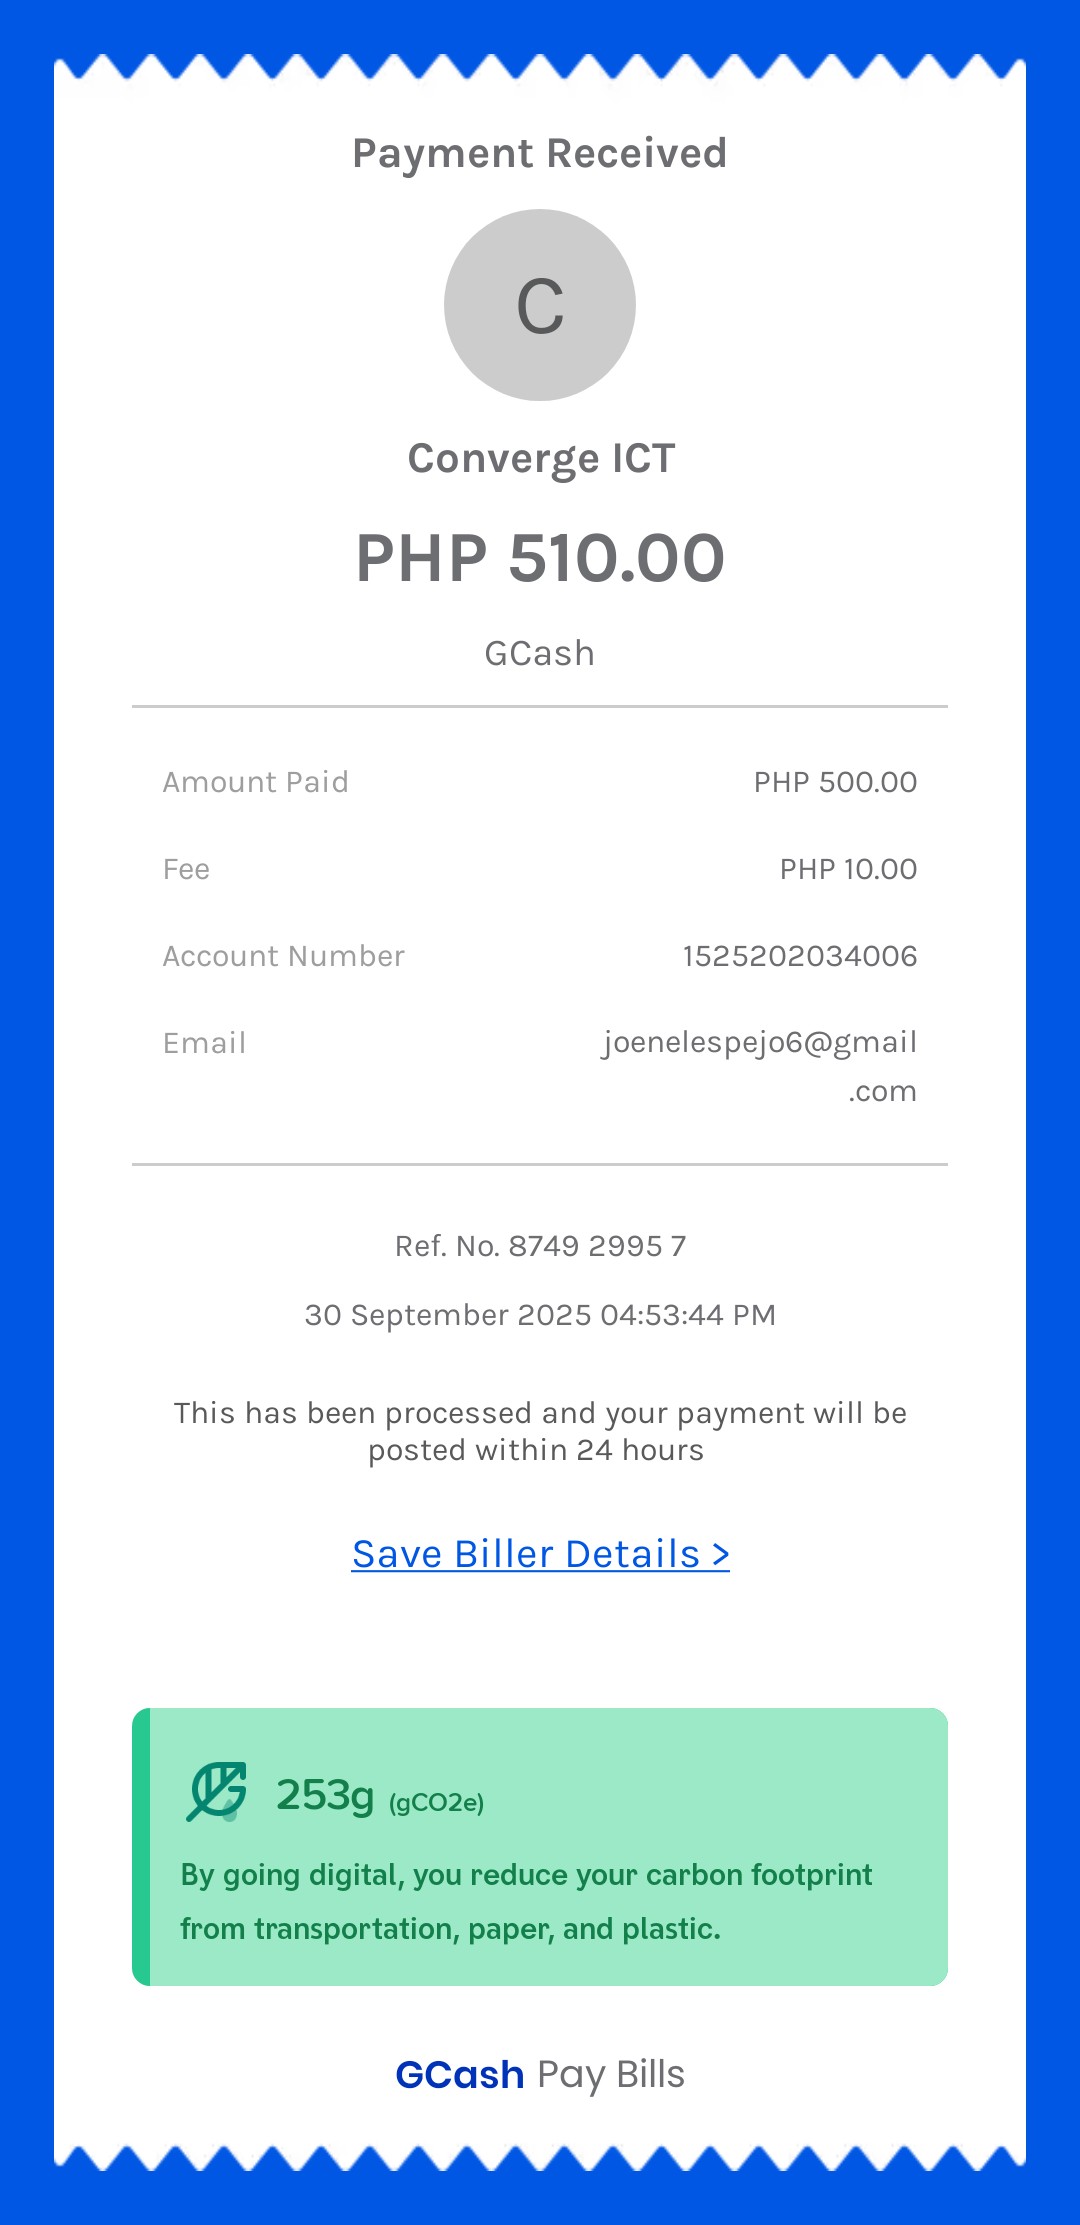 Payment Received
C
Converge ICT
PHP 510.00
GCash
Amount Paid PHP 500.00
Fee PHP 10.00
Account Number 1525202034006
Email joenelespejo6@gmail
.com
Ref. No. 8749 2995 7
30 September 2025 04:53:44 PM
This has been processed and your payment will be
posted within 24 hours
Save Biller Details >
253g (gCO2e)
By going digital, you reduce your carbon footprint
from transportation, paper, and plastic.
GCash Pay Bills